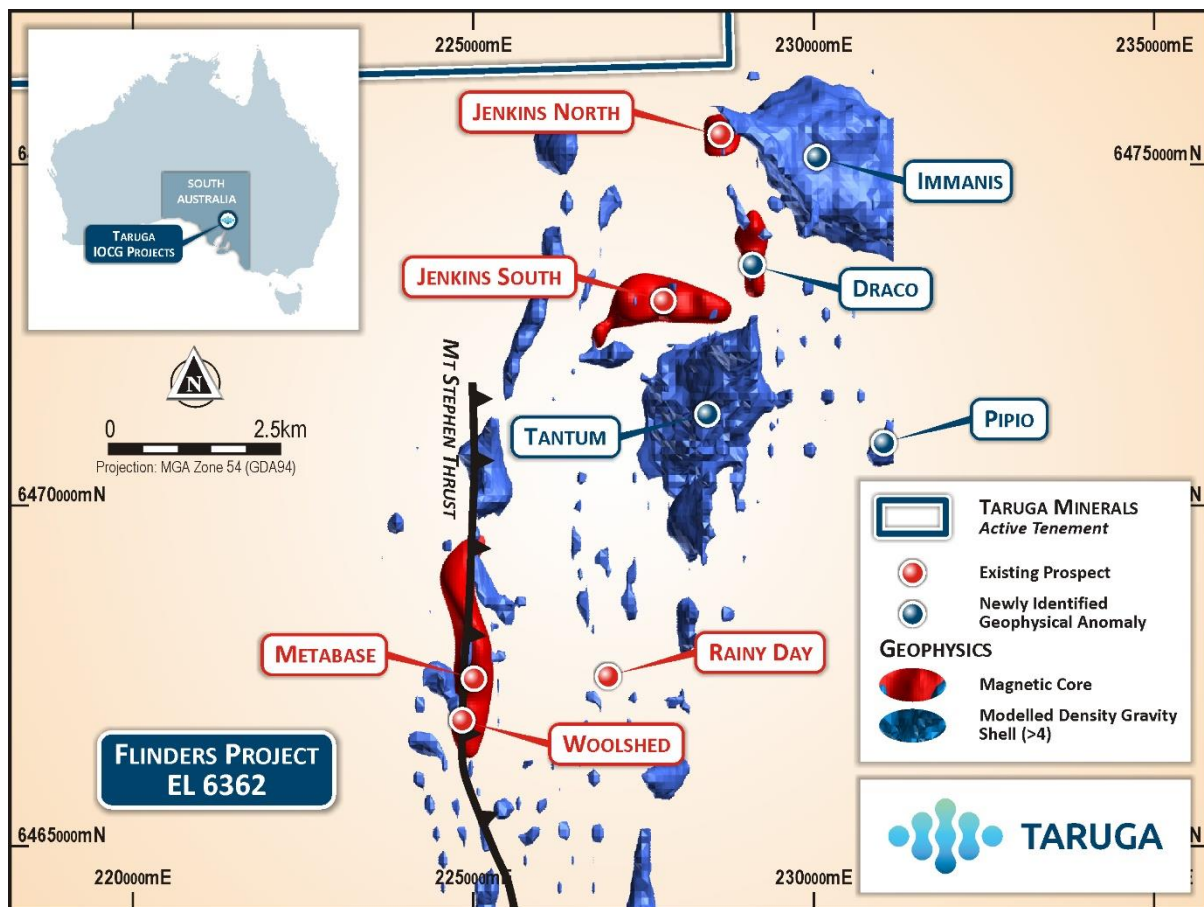 225000mE
230000mE
235000mE
SOUTH
AUSTRALIA
TARUGA
IOCG PROJECTS
JENKINS NORTH
6475000mN
IMMANIS
JENKINS SOUTH
DRACO
N
MT STEPHEN THRUST
0 2.5km
Projection: MGA Zone 54 (GDA94)
TANTUM
PIPIO
6470000mN
TARUGA MINERALS
Active Tenement
Existing Prospect
Newly Identified
Geophysical Anomaly
GEOPHYSICS
Magnetic Core
Modelled Density Gravity
Shell (>4)
METABASE
RAINY DAY
WOOLSHED
FLINDERS PROJECT
EL 6362
6465000mN
TARUGA
220000mE
225000mE
230000mE